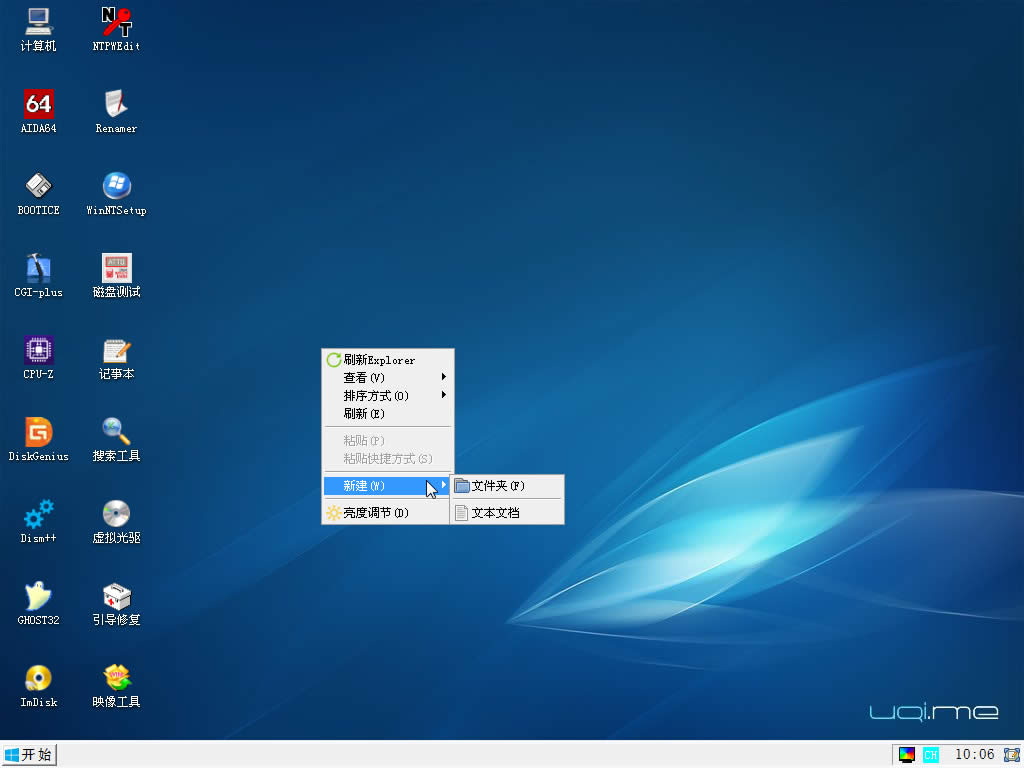 计算机
NTPWEdit
64
AIDA64
Renamer
BOOTICE
WinNTSetup
CGI-plus
ATTO
磁盘测试
CPU-Z
记事本
DiskGenius
搜索工具
Dism++
虚拟光驱
GHOST32
引导修复
ImDisk
映像工具
刷新Explorer
查看(V)
排序方式(O)
刷新(E)
粘贴(P)
粘贴快捷方式(S)
新建(W)
亮度调节(D)
文件夹(F)
文本文档
uqi.me
开始
CH
10:06